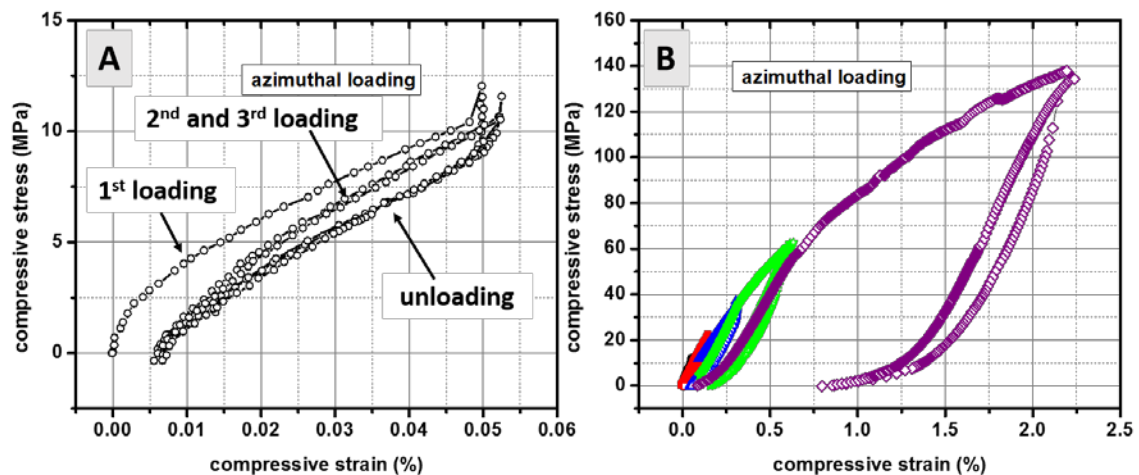 A
azimuthal loading
2nd and 3rd loading
1st loading
unloading
15
10
5
0
0.00 0.01 0.02 0.03 0.04 0.05 0.06
compressive strain (%)
compressive stress (MPa)
B
azimuthal loading
160
140
120
100
80
60
40
20
0
0.0 0.5 1.0 1.5 2.0 2.5
compressive strain (%)
compressive stress (MPa)